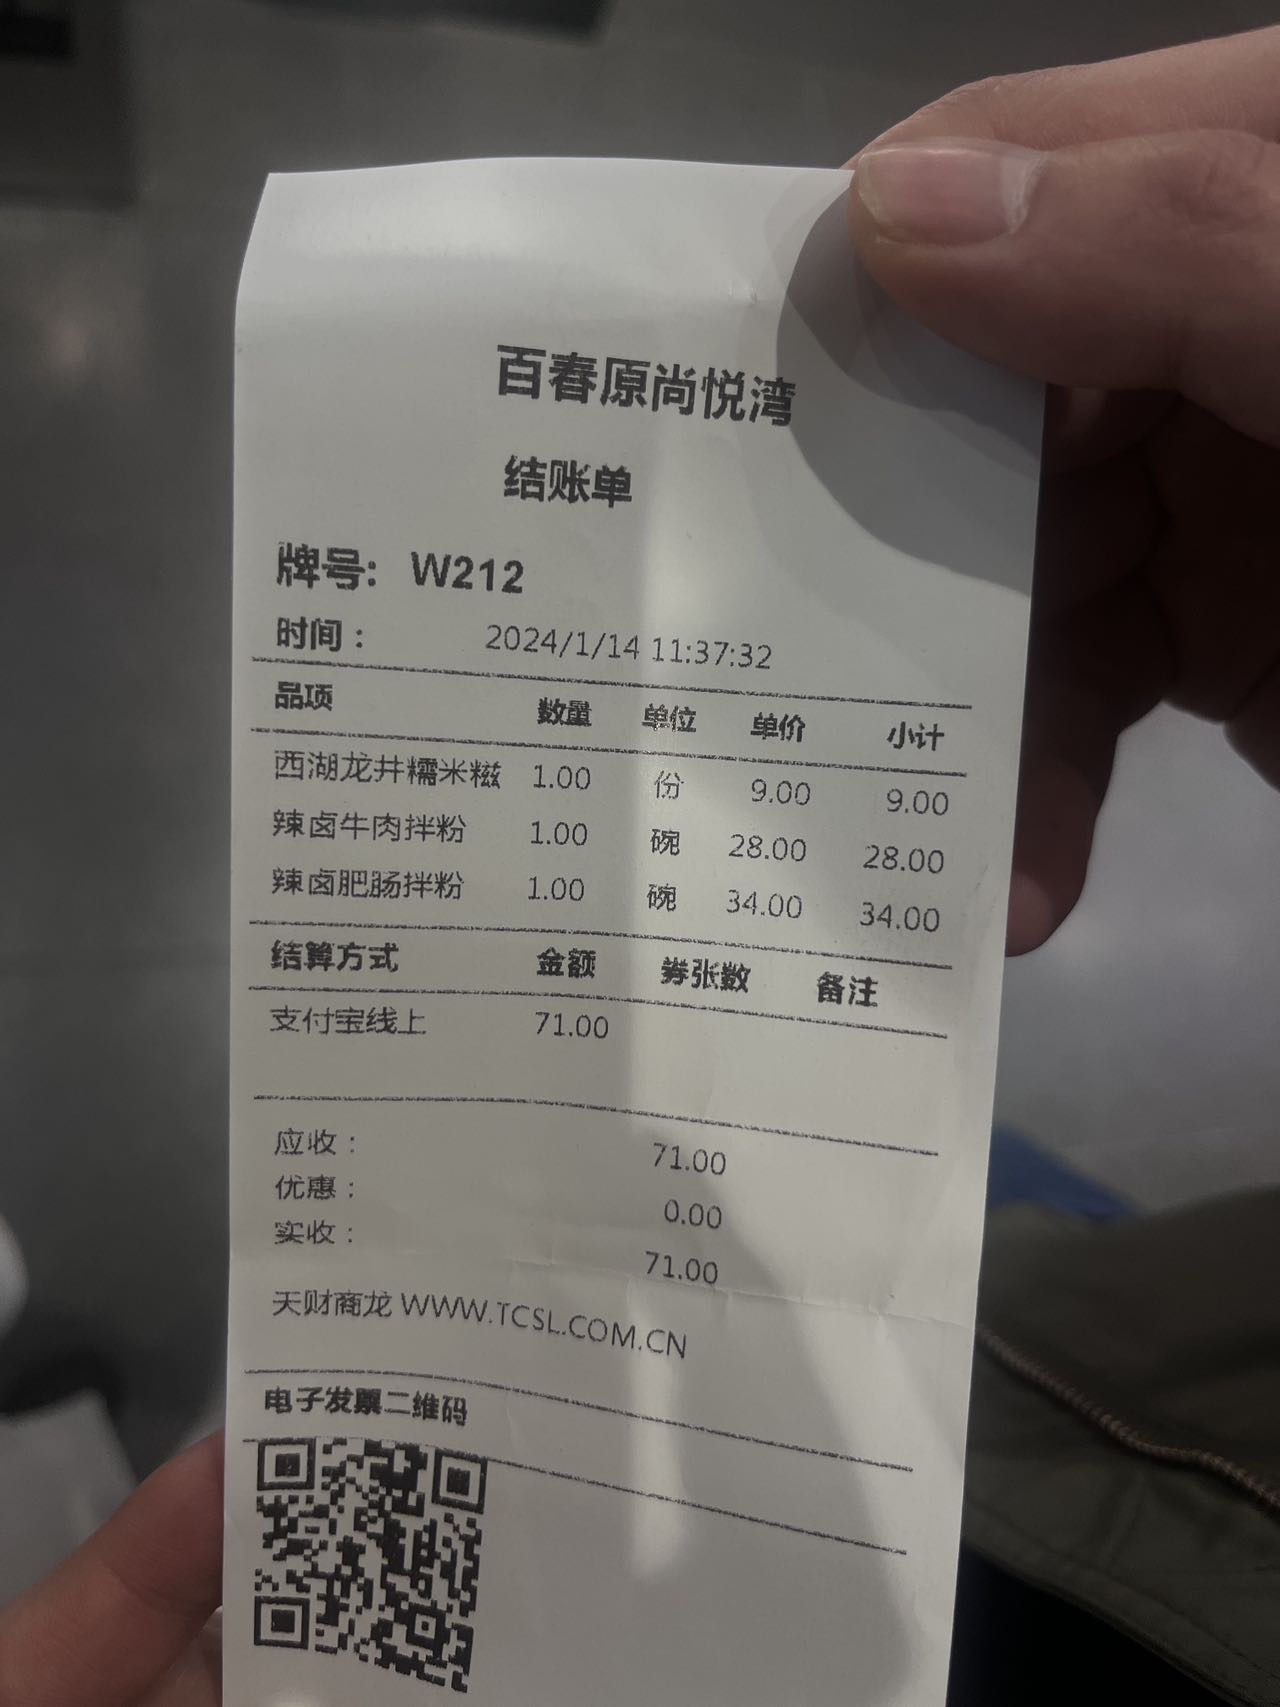 百春原尚悦湾
结账单
牌号: W212
时间： 2024/1/14 11:37:32
品项 数量 单位 单价 小计
西湖龙井糯米糍 1.00 份 9.00 9.00
辣卤牛肉拌粉 1.00 碗 28.00 28.00
辣卤肥肠拌粉 1.00 碗 34.00 34.00
结算方式 金额 券张数 备注
支付宝线上 71.00
应收： 71.00
优惠： 0.00
实收： 71.00
天财商龙 WWW.TCSL.COM.CN
电子发票二维码